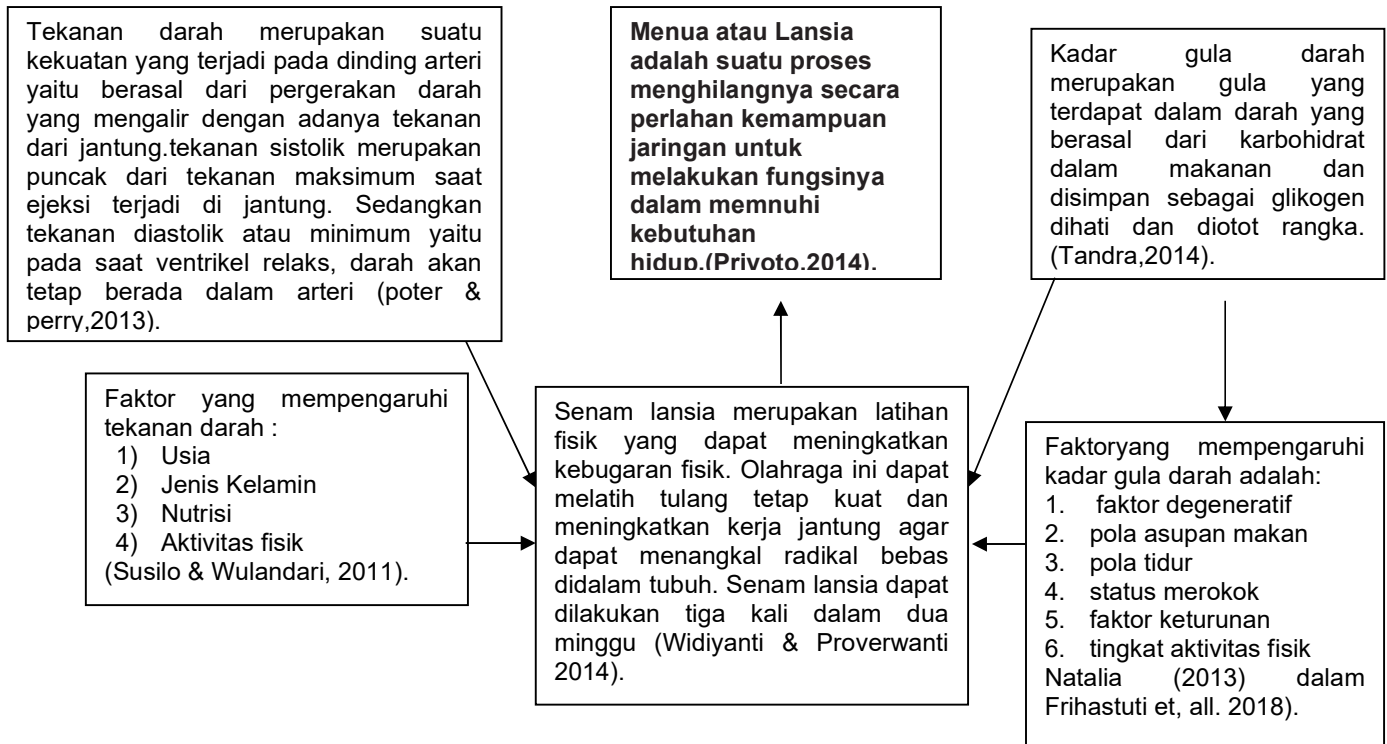 Tekanan darah merupakan suatu
kekuatan yang terjadi pada dinding arteri
yaitu berasal dari pergerakan darah
yang mengalir dengan adanya tekanan
dari jantung.tekanan sistolik merupakan
puncak dari tekanan maksimum saat
ejeksi terjadi di jantung. Sedangkan
tekanan diastolik atau minimum yaitu
pada saat ventrikel relaks, darah akan
tetap berada dalam arteri (poter &
perry,2013).
Menua atau Lansia
adalah suatu proses
menghilangnya secara
perlahan kemampuan
jaringan untuk
melakukan fungsinya
dalam memnuhi
kebutuhan
hidup.(Priyoto.2014).
Kadar gula darah
merupakan gula yang
terdapat dalam darah yang
berasal dari karbohidrat
dalam makanan dan
disimpan sebagai glikogen
dihati dan diotot rangka.
(Tandra,2014).
Faktor yang mempengaruhi
tekanan darah :
1) Usia
2) Jenis Kelamin
3) Nutrisi
4) Aktivitas fisik
(Susilo & Wulandari, 2011).
Senam lansia merupakan latihan
fisik yang dapat meningkatkan
kebugaran fisik. Olahraga ini dapat
melatih tulang tetap kuat dan
meningkatkan kerja jantung agar
dapat menangkal radikal bebas
didalam tubuh. Senam lansia dapat
dilakukan tiga kali dalam dua
minggu (Widiyanti & Proverwanti
2014).
Faktoryang mempengaruhi
kadar gula darah adalah:
1. faktor degeneratif
2. pola asupan makan
3. pola tidur
4. status merokok
5. faktor keturunan
6. tingkat aktivitas fisik
Natalia (2013) dalam
Frihastuti et, all. 2018).